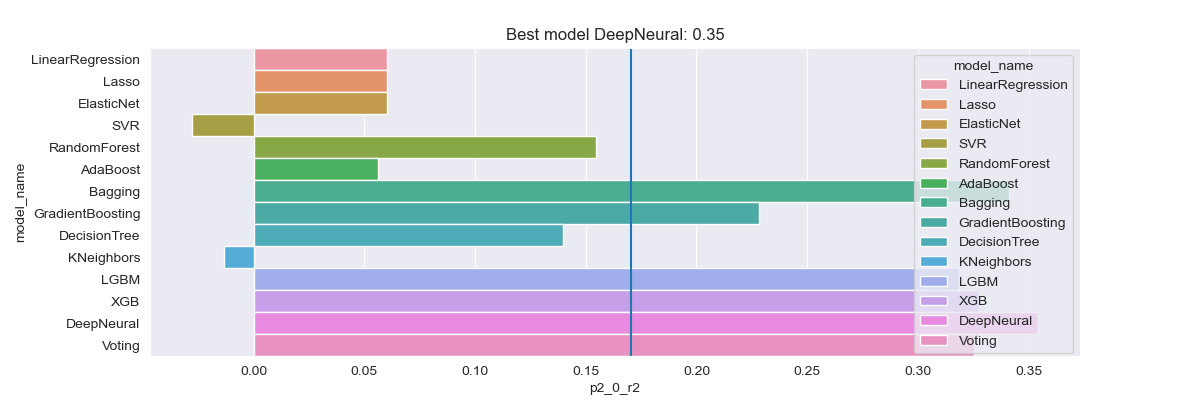 Best model DeepNeural: 0.35
model_name
LinearRegression
Lasso
ElasticNet
SVR
RandomForest
AdaBoost
Bagging
GradientBoosting
DecisionTree
KNeighbors
LGBM
XGB
DeepNeural
Voting
model_name
LinearRegression
Lasso
ElasticNet
SVR
RandomForest
AdaBoost
Bagging
GradientBoosting
DecisionTree
KNeighbors
LGBM
XGB
DeepNeural
Voting
0.00 0.05 0.10 0.15 0.20 0.25 0.30 0.35
p2_0_r2